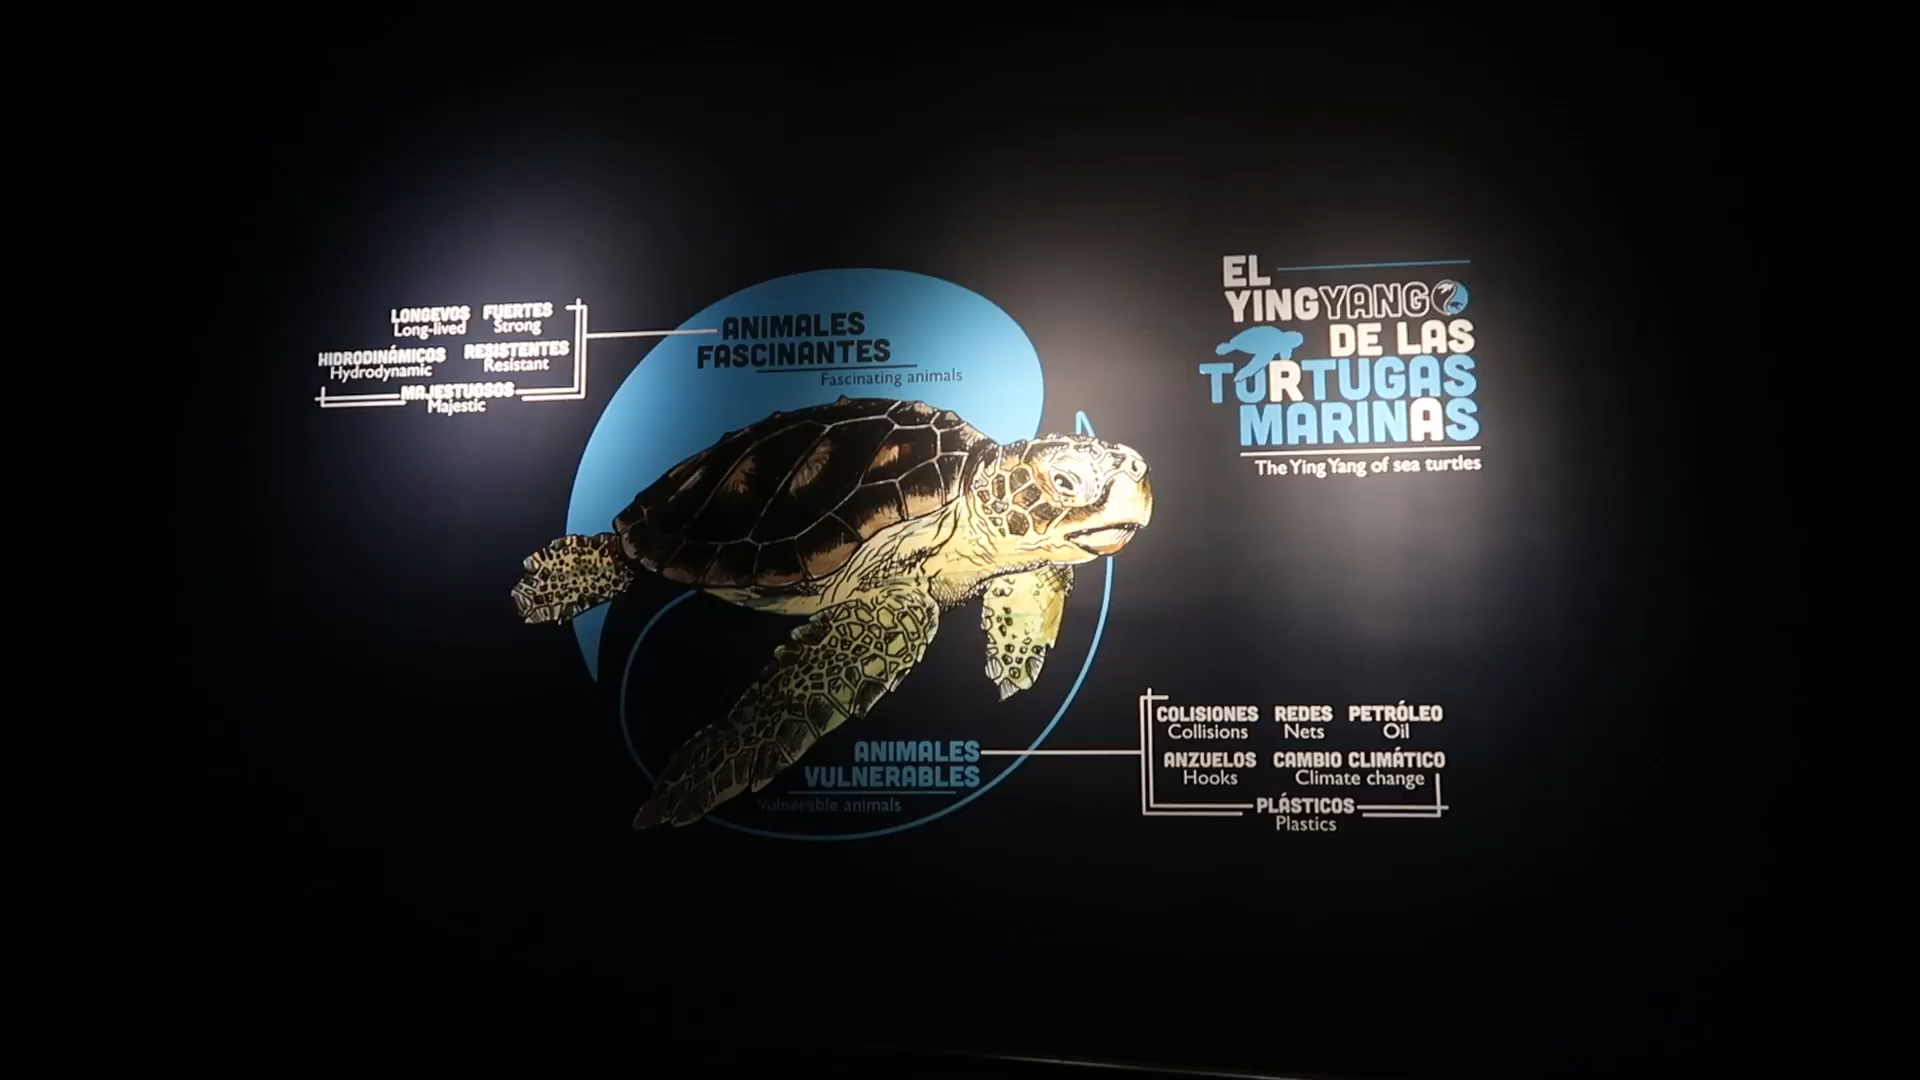 EL
YINGYANG
DE LAS
TORTUGAS
MARINAS
The Ying Yang of sea turtles
LONGEVOS FUERTES
Long-lived Strong
HIDRODINÁMICOS RESISTENTES
Hydrodynamic Resistant
MAJESTUOSOS
Majestic
ANIMALES
FASCINANTES
Fascinating animals
ANIMALES
VULNERABLES
Vulnerable animals
COLISIONES REDES PETRÓLEO
Collisions Nets Oil
ANZUELOS CAMBIO CLIMÁTICO
Hooks Climate change
PLÁSTICOS
Plastics